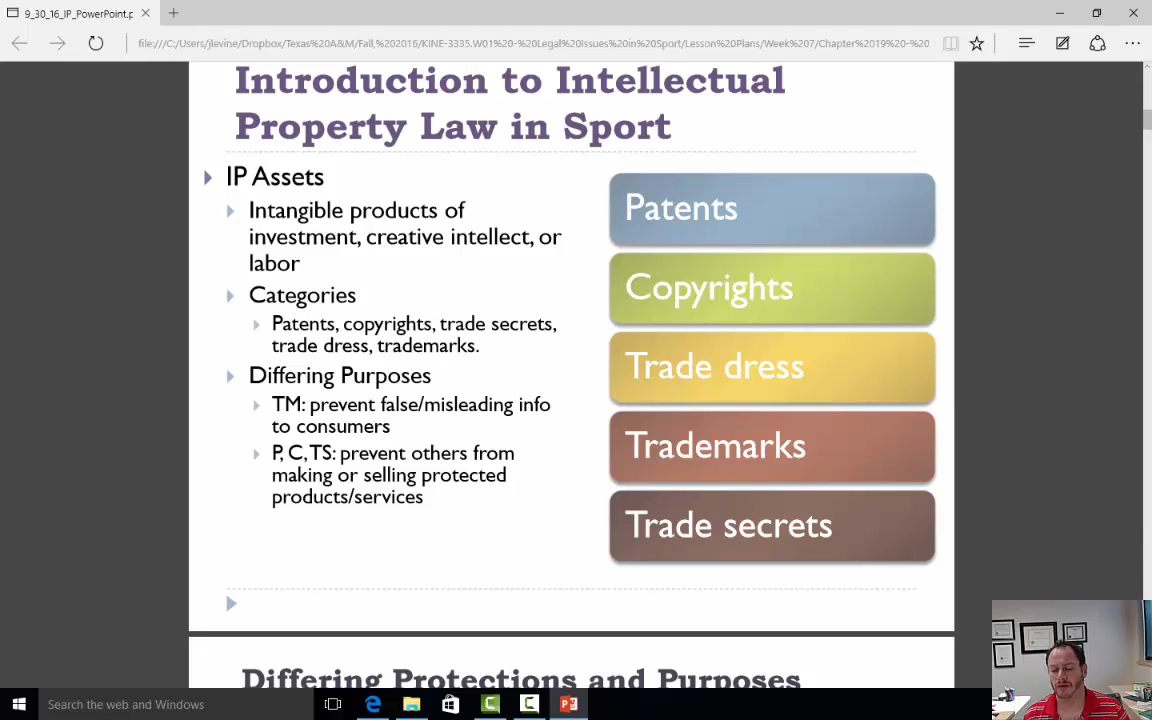 9_30_16_IP_PowerPoint.p
file:///C:/Users/jlevine/Dropbox/Texas%20A&M/Fall,%202016/KINE-3335.W01%20-%20Legal%20Issues%20in%20Sport/Lesson%20Plans/Week%207/Chapter%2019%20-%20
Introduction to Intellectual
Property Law in Sport
IP Assets
Intangible products of
investment, creative intellect, or
labor
Categories
Patents, copyrights, trade secrets,
trade dress, trademarks.
Differing Purposes
TM: prevent false/misleading info
to consumers
P, C, TS: prevent others from
making or selling protected
products/services
Patents
Copyrights
Trade dress
Trademarks
Trade secrets
Differing Protections and Purposes
Search the web and Windows